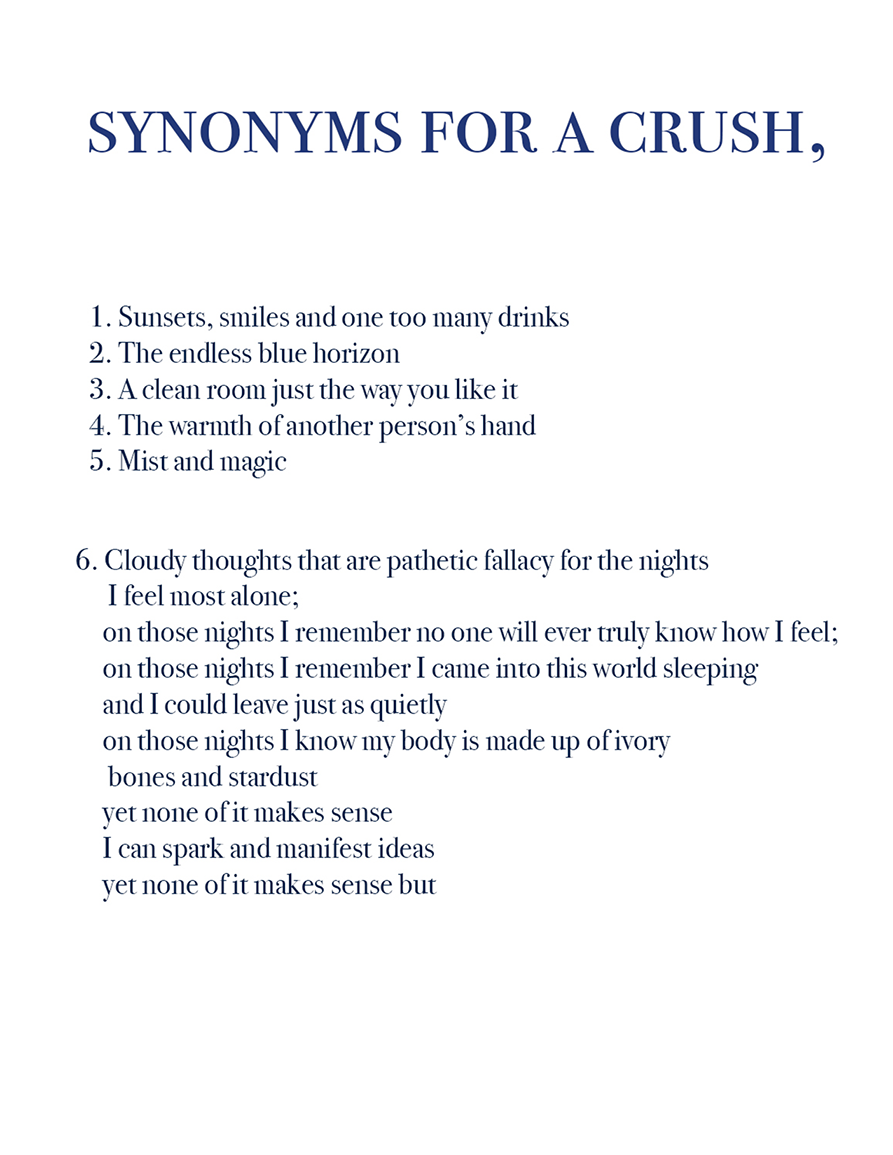 SYNONYMS FOR A CRUSH,
1. Sunsets, smiles and one too many drinks
2. The endless blue horizon
3. A clean room just the way you like it
4. The warmth of another person’s hand
5. Mist and magic
6. Cloudy thoughts that are pathetic fallacy for the nights
I feel most alone;
on those nights I remember no one will ever truly know how I feel;
on those nights I remember I came into this world sleeping
and I could leave just as quietly
on those nights I know my body is made up of ivory
bones and stardust
yet none of it makes sense
I can spark and manifest ideas
yet none of it makes sense but